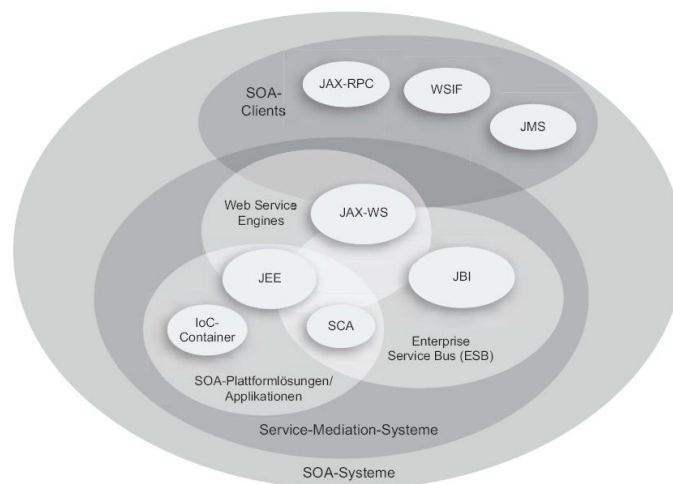 JAX-RPC
WSIF
SOA-
Clients
JMS
Web Service
Engines
JAX-WS
JEE
JBI
IoC-
Container
SCA
Enterprise
Service Bus (ESB)
SOA-Plattformlösungen/
Applikationen
Service-Mediation-Systeme
SOA-Systeme